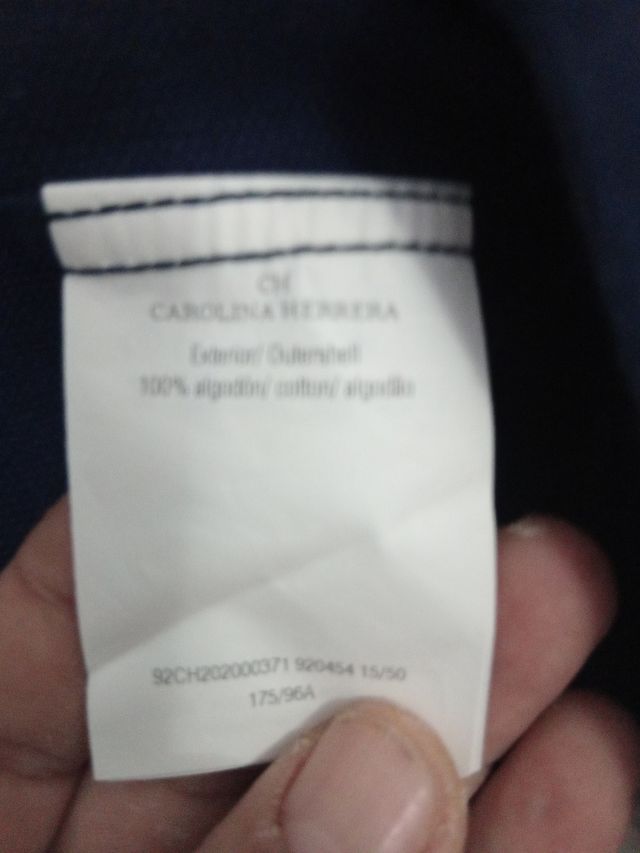 CH
CAROLINA HERRERA
Exterior/ Outershell
100% algodón/ cotton/ algodão
92CH202000371 920454 15/50
175/96A